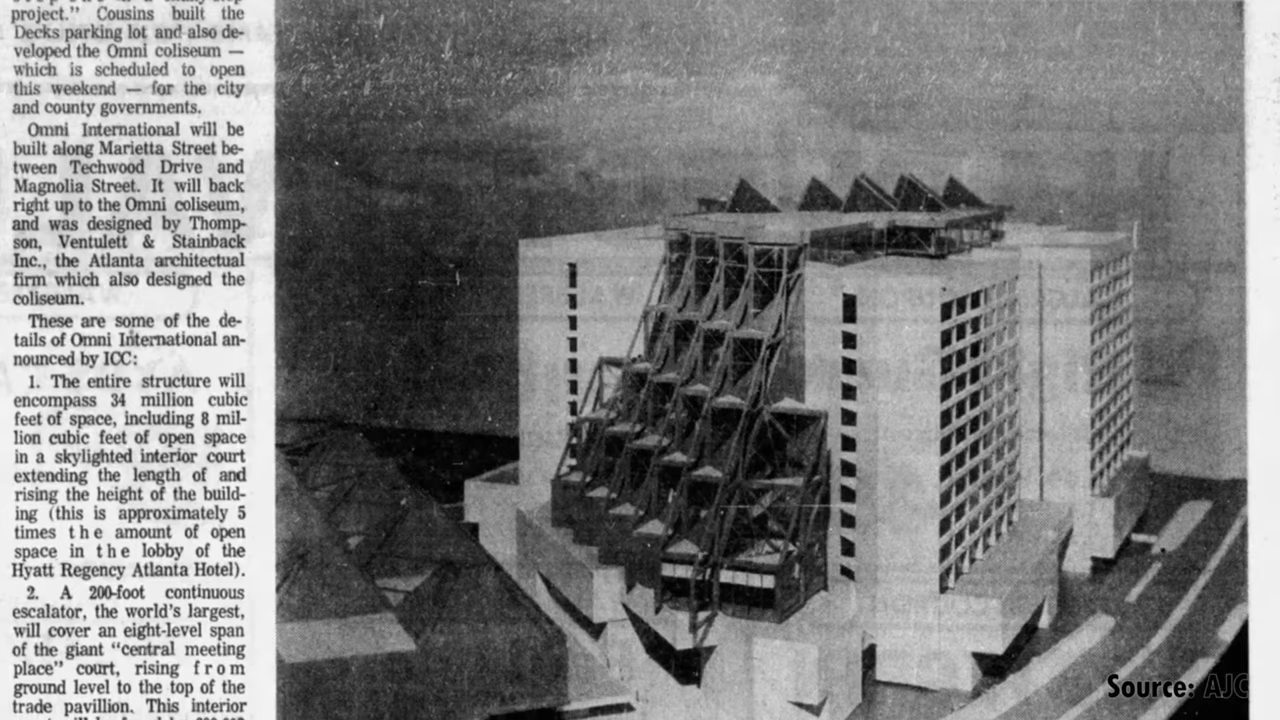 project." Cousins built the
Decks parking lot and also de-
veloped the Omni coliseum —
which is scheduled to open
this weekend — for the city
and county governments.
Omni International will be
built along Marietta Street be-
tween Techwood Drive and
Magnolia Street. It will back
right up to the Omni coliseum,
and was designed by Thomp-
son, Ventulett & Stainback
Inc., the Atlanta architectual
firm which also designed the
coliseum.
These are some of the de-
tails of Omni International an-
nounced by ICC:
1. The entire structure will
encompass 34 million cubic
feet of space, including 8 mil-
lion cubic feet of open space
in a skylighted interior court
extending the length of and
rising the height of the build-
ing (this is approximately 5
times the amount of open
space in the lobby of the
Hyatt Regency Atlanta Hotel).
2. A 200-foot continuous
escalator, the world's largest,
will cover an eight-level span
of the giant "central meeting
place" court, rising from
ground level to the top of the
trade pavillion. This interior
Source: AJC